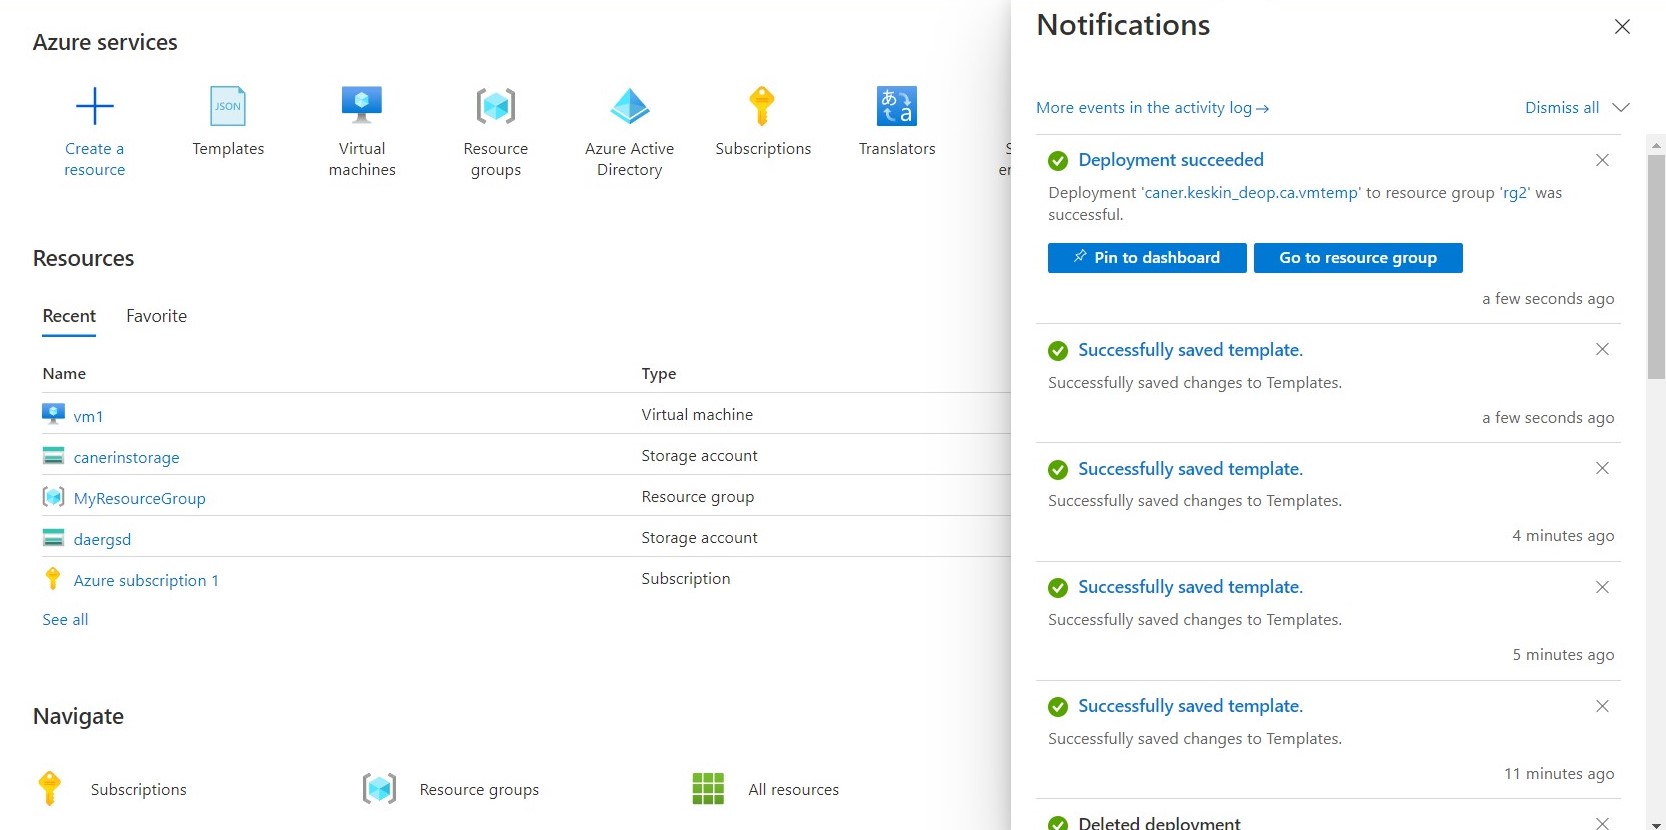 Azure services
Create a
resource
JSON
Templates
Virtual
machines
Resource
groups
Azure Active
Directory
Subscriptions
あ
a
Translators
Resources
Recent Favorite
Name Type
vm1 Virtual machine
canerinstorage Storage account
MyResourceGroup Resource group
daergsd Storage account
Azure subscription 1 Subscription
See all
Navigate
Subscriptions Resource groups All resources
Notifications
More events in the activity log→ Dismiss all
Deployment succeeded
Deployment 'caner.keskin_deop.ca.vmtemp' to resource group 'rg2' was
successful.
Pin to dashboard Go to resource group
a few seconds ago
Successfully saved template.
Successfully saved changes to Templates.
a few seconds ago
Successfully saved template.
Successfully saved changes to Templates.
4 minutes ago
Successfully saved template.
Successfully saved changes to Templates.
5 minutes ago
Successfully saved template.
Successfully saved changes to Templates.
11 minutes ago
Deleted deployment